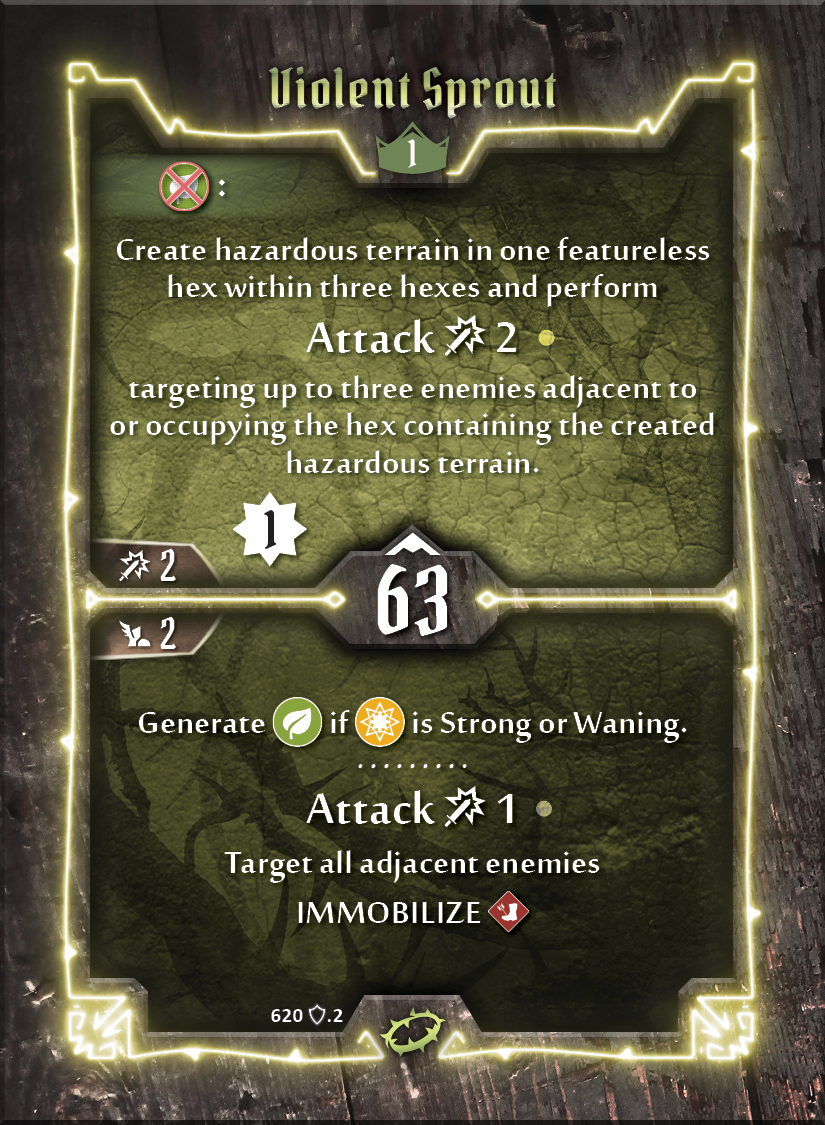 Violent Sprout
1
:
Create hazardous terrain in one featureless
hex within three hexes and perform
Attack 2
targeting up to three enemies adjacent to
or occupying the hex containing the created
hazardous terrain.
1
2
63
2
Generate if is Strong or Waning.
.........
Attack 1
Target all adjacent enemies
IMMOBILIZE
620 .2